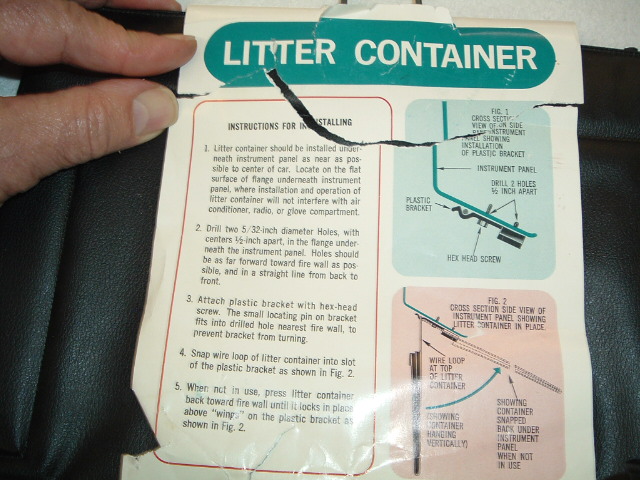 LITTER CONTAINER
INSTRUCTIONS FOR INSTALLING
1. Litter container should be installed under-
neath instrument panel as near as pos-
sible to center of car. Locate on the flat
surface of flange underneath instrument
panel, where installation and operation of
litter container will not interfere with air
conditioner, radio, or glove compartment.
2. Drill two 5/32-inch diameter Holes, with
centers ½-inch apart, in the flange under-
neath the instrument panel. Holes should
be as far forward toward fire wall as pos-
sible, and in a straight line from back to
front.
3. Attach plastic bracket with hex-head
screw. The small locating pin on bracket
fits into drilled hole nearest fire wall, to
prevent bracket from turning.
4. Snap wire loop of litter container into slot
of the plastic bracket as shown in Fig. 2.
5. When not in use, press litter container
back toward fire wall until it locks in place
above "wings" on the plastic bracket as
shown in Fig. 2.
FIG. 1
CROSS SECTION
VIEW OF ON SIDE
INSTRUMENT
PANEL SHOWING
INSTALLATION
OF PLASTIC BRACKET
INSTRUMENT PANEL
DRILL 2 HOLES
½ INCH APART
PLASTIC
BRACKET
HEX HEAD SCREW
FIG. 2
CROSS SECTION SIDE VIEW OF
INSTRUMENT PANEL SHOWING
LITTER CONTAINER IN PLACE.
WIRE LOOP
AT TOP
OF LITTER
CONTAINER
(SHOWING
CONTAINER
HANGING
VERTICALLY)
SHOWING
CONTAINER
SNAPPED
BACK UNDER
INSTRUMENT
PANEL
WHEN NOT
IN USE